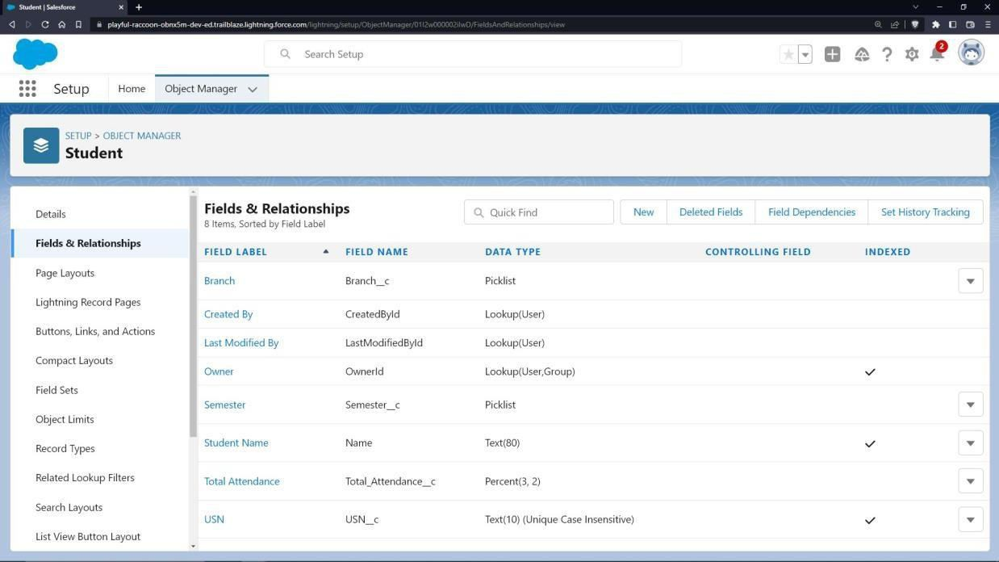 Student | Salesforce
playful-raccoon-obnx5m-dev-ed.trailblaze.lightning.force.com/lightning/setup/ObjectManager/01I2w000002iIwD/FieldsAndRelationships/view
Search Setup
2
Setup
Home
Object Manager
SETUP > OBJECT MANAGER
Student
Details
Fields & Relationships
Page Layouts
Lightning Record Pages
Buttons, Links, and Actions
Compact Layouts
Field Sets
Object Limits
Record Types
Related Lookup Filters
Search Layouts
List View Button Layout
Fields & Relationships
8 Items, Sorted by Field Label
Quick Find
New
Deleted Fields
Field Dependencies
Set History Tracking
FIELD LABEL FIELD NAME DATA TYPE CONTROLLING FIELD INDEXED
Branch Branch__c Picklist
Created By CreatedById Lookup(User)
Last Modified By LastModifiedById Lookup(User)
Owner OwnerId Lookup(User,Group)
Semester Semester__c Picklist
Student Name Name Text(80)
Total Attendance Total_Attendance__c Percent(3, 2)
USN USN__c Text(10) (Unique Case Insensitive)